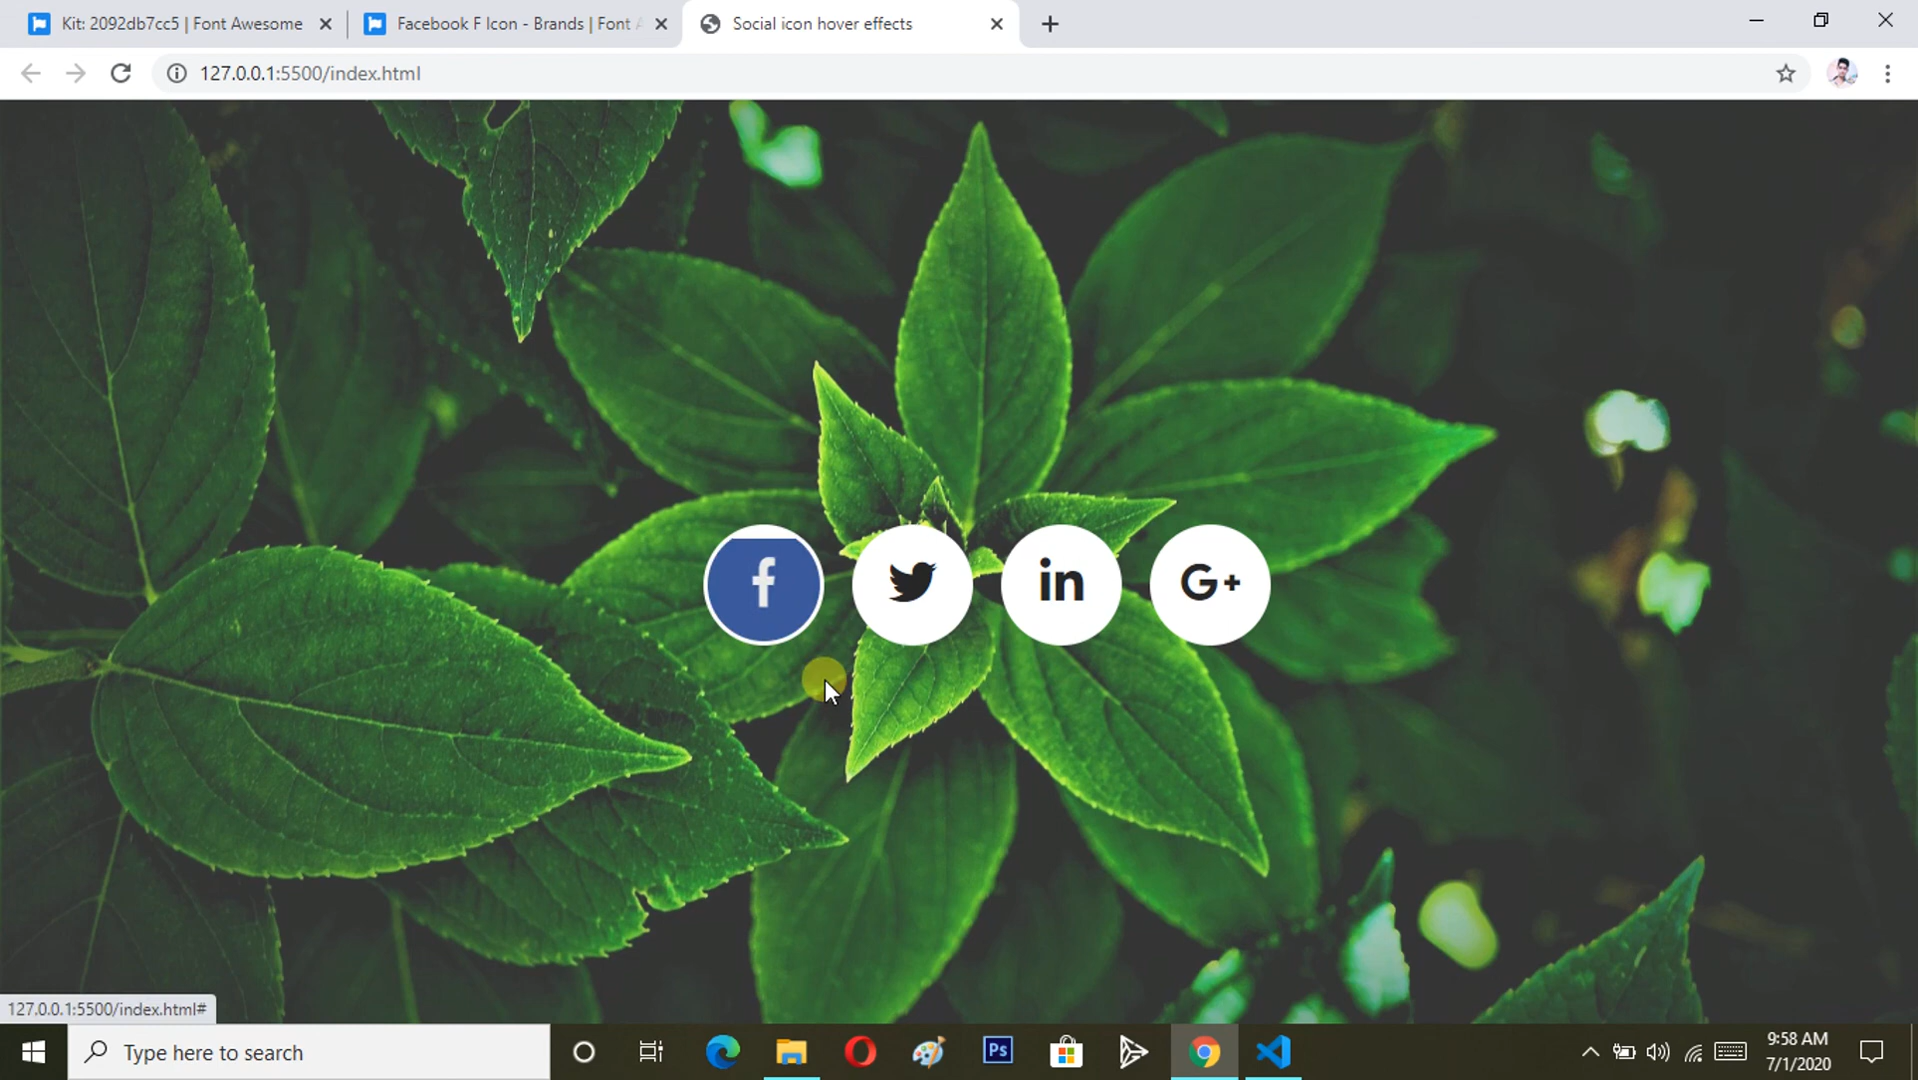 Kit: 2092db7cc5 | Font Awesome
Facebook F Icon - Brands | Font A
Social icon hover effects
127.0.0.1:5500/index.html
f
in
G+
127.0.0.1:5500/index.html#
Type here to search
Ps
9:58 AM
7/1/2020